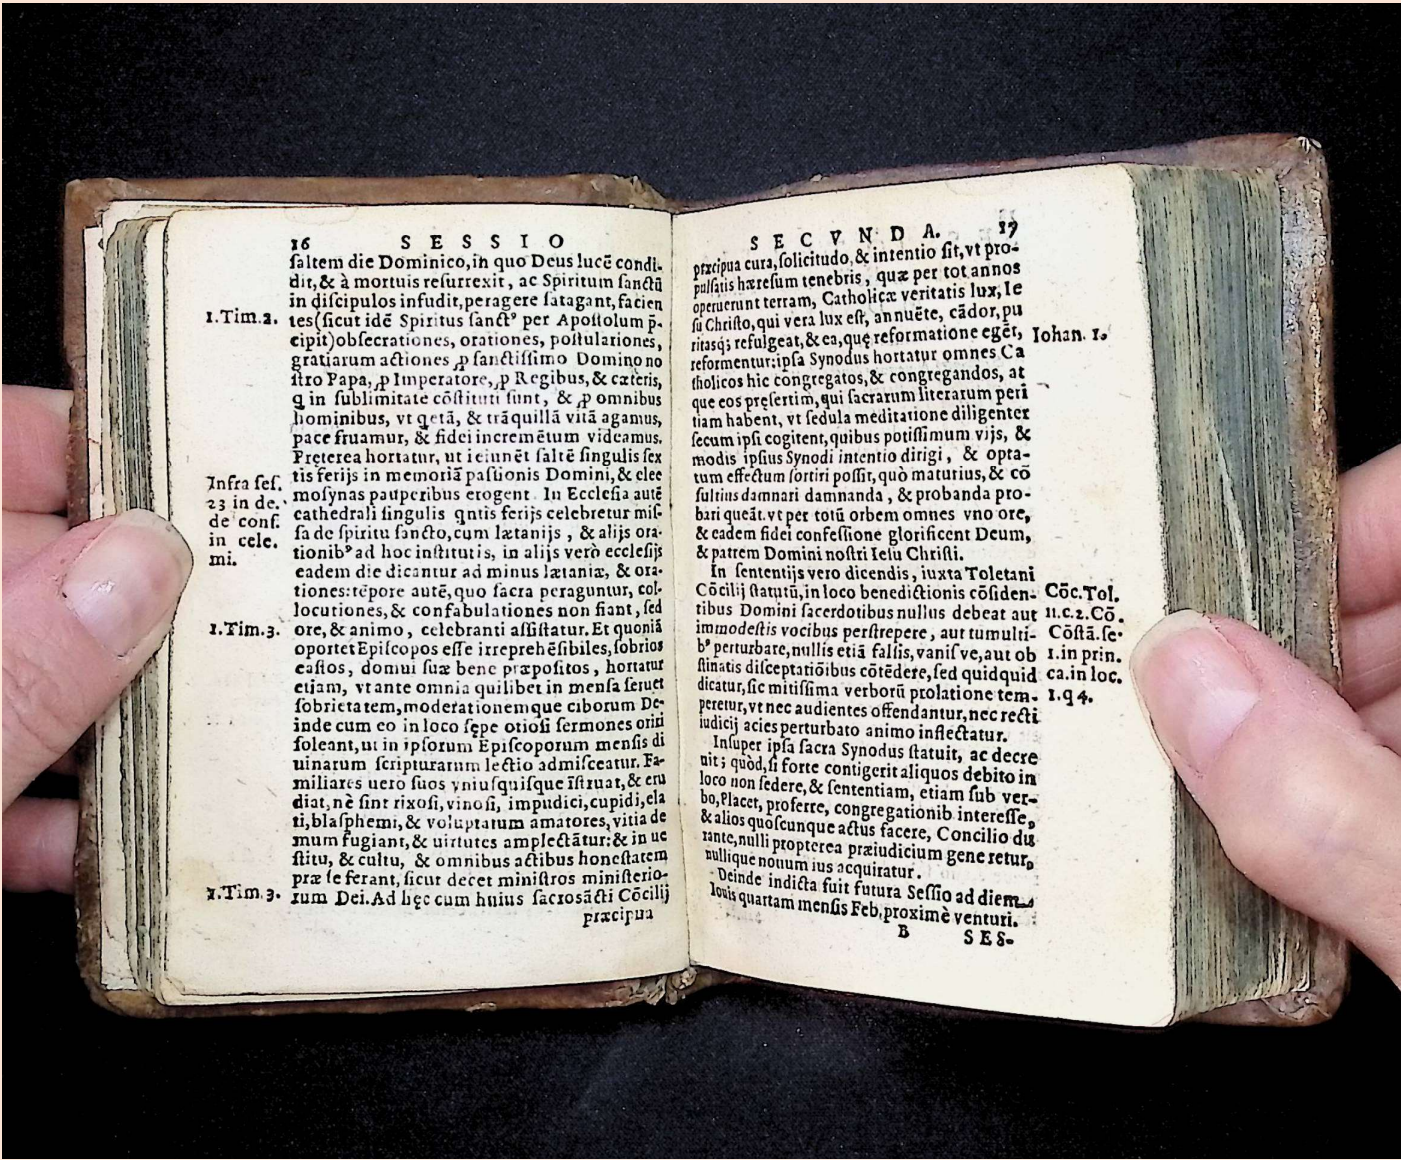 16 SESSIO
ſaltem die Dominico, in quo Deus lucē condi-
dit, & à mortuis reſurrexit, ac Spiritum ſanctū
in diſcipulos infudit, peragere ſatagant, facien
1.Tim.2.
tes (ſicut idē Spiritus ſanctꝰ per Apoſtolum p̄-
cipit) obſecrationes, orationes, poſtulariones,
gratiarum actiones ꝓ ſanctiſſimo Domino no
ſtro Papa, ꝓ Imperatore, ꝓ Regibus, & cæteris,
q in ſublimitate cōſtituti ſunt, & ꝓ omnibus
hominibus, vt qetā, & trāquillā vitā agamus,
pace fruamur, & fidei incremētum videamus.
Pręterea hortatur, ut ieiunēt ſaltē ſingulis ſex
tis ferijs in memoriā paſsionis Domini, & elee
Infra ſeſ.
23 in de.
de conſ.
in cele.
mi.
moſynas pauperibus erogent. In Eccleſia autē
cathedrali ſingulis qntis ferijs celebretur miſ-
ſa de ſpiritu ſancto, cum lætanijs, & alijs ora-
tionibꝰ ad hoc inſtitutis, in alijs verò eccleſijs
eadem die dicantur ad minus lætaniæ, & ora-
tiones: tēpore autē, quo ſacra peraguntur, col-
locutiones, & confabulationes non fiant, ſed
1.Tim.3.
ore, & animo, celebranti aſſiſtatur. Et quoniā
oportet Epiſcopos eſſe irreprehēſibiles, ſobrios
caſtos, domui ſuæ bene præpoſitos, hortatur
etiam, vt ante omnia quilibet in menſa ſeruet
ſobrietatem, moderationemque ciborum De-
inde cum eo in loco ſępe otioſi ſermones oriri
ſoleant, ut in ipſorum Epiſcoporum menſis di
uinarum ſcripturarum lectio admiſceatur. Fa-
miliares uero ſuos vniuſquiſque īſtruat, & eru
diat, nè ſint rixoſi, vinoſi, impudici, cupidi, ela
ti, blaſphemi, & voluptatum amatores, vitia de
mum fugiant, & uirtutes amplectātur: & in ue
ſtitu, & cultu, & omnibus actibus honeſtatem
præ ſe ferant, ſicut decet miniſtros miniſterio-
1.Tim.3.
rum Dei. Ad hęc cum huius ſacrosācti Cōcilij
præcipua
SECVNDA. 17
præcipua cura, ſolicitudo, & intentio ſit, vt pro-
pulſatis hæreſum tenebris, quæ per tot annos
operuerunt terram, Catholicæ veritatis lux, Ie
ſu Chriſto, qui vera lux eſt, annuēte, cādor, pu
ritasq; refulgeat, & ea, quę reformatione egēt,
Iohan. 1.
reformentur: ipſa Synodus hortatur omnes Ca
tholicos hic congregatos, & congregandos, at
que eos pręſertim, qui ſacrarum literarum peri
tiam habent, vt ſedula meditatione diligenter
ſecum ipſi cogitent, quibus potiſſimum vijs, &
modis ipſius Synodi intentio dirigi, & opta-
tum effectum ſortiri poſſit, quò maturius, & cō
ſultius damnari damnanda, & probanda pro-
bari queāt. vt per totū orbem omnes vno ore,
& eadem fidei confeſſione glorificent Deum,
& patrem Domini noſtri Ieſu Chriſti.
In ſententijs vero dicendis, iuxta Toletani
Cōcilij ſtatutū, in loco benedictionis cōſiden-
tibus Domini ſacerdotibus nullus debeat aut
immodeſtis vocibus perſtrepere, aut tumulti-
bꝰ perturbare, nullis etiā falſis, vaniſve, aut ob
ſtinatis diſceptatiōibus cōtēdere, ſed quidquid
Cōc.Tol.
11.c.2.Cō.
Cōſtā.ſe.
1.in prin.
ca.in loc.
1.q 4.
dicatur, ſic mitiſſima verborū prolatione tem-
peretur, vt nec audientes offendantur, nec recti
iudicij acies perturbato animo inflectatur.
Inſuper ipſa ſacra Synodus ſtatuit, ac decre
uit; quòd, ſi forte contigerit aliquos debito in
loco non ſedere, & ſententiam, etiam ſub ver-
bo, Placet, proferre, congregationib. intereſſe,
& alios quoſcunque actus facere, Concilio du
rante, nulli propterea præiudicium gene retur,
nullique nouum ius acquiratur.
Deinde indicta fuit futura Seſſio ad diem
Iouis quartam menſis Feb, proximè venturi.
B SES-